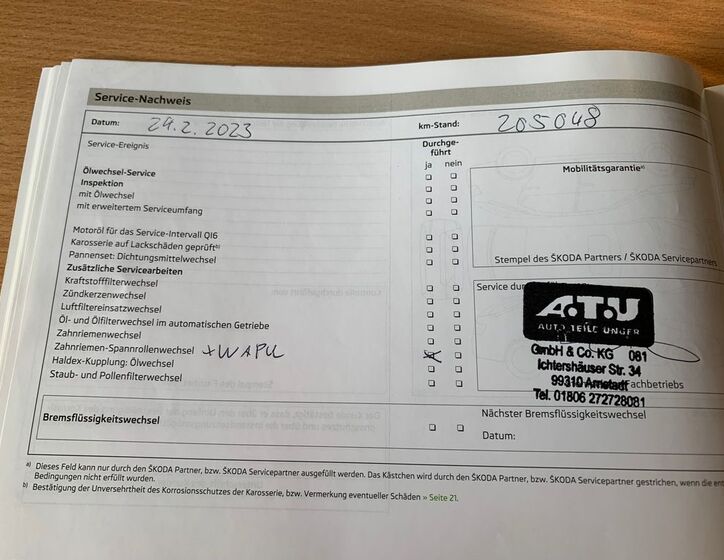 Service-Nachweis
Datum: 24.2.2023 km-Stand: 205048
Service-Ereignis Durchge-
führt
ja nein
Ölwechsel-Service
Inspektion
mit Ölwechsel
mit erweitertem Serviceumfang
Mobilitätsgarantie a)
Motoröl für das Service-Intervall QI6
Karosserie auf Lackschäden geprüft b)
Pannenset: Dichtungsmittelwechsel
Stempel des ŠKODA Partners / ŠKODA Servicepartners
Zusätzliche Servicearbeiten
Kraftstofffilterwechsel
Zündkerzenwechsel
Luftfiltereinsatzwechsel
Öl- und Ölfilterwechsel im automatischen Getriebe
Zahnriemenwechsel
Zahnriemen-Spannrollenwechsel + WAPU
Haldex-Kupplung: Ölwechsel
Staub- und Pollenfilterwechsel
Service
A.T.U
AUTO TEILE UNGER
GmbH & Co. KG 081
Ichtershäuser Str. 34
99310 Arnstadt Fachbetriebs
Tel. 01806 272728081
Bremsflüssigkeitswechsel
Nächster Bremsflüssigkeitswechsel
Datum:
a) Dieses Feld kann nur durch den ŠKODA Partner, bzw. ŠKODA Servicepartner ausgefüllt werden. Das Kästchen wird durch den ŠKODA Partner, bzw. ŠKODA Servicepartner gestrichen, wenn die
Bedingungen nicht erfüllt wurden.
b) Bestätigung der Unversehrtheit des Korrosionsschutzes der Karosserie, bzw. Vermerkung eventueller Schäden » Seite 21.